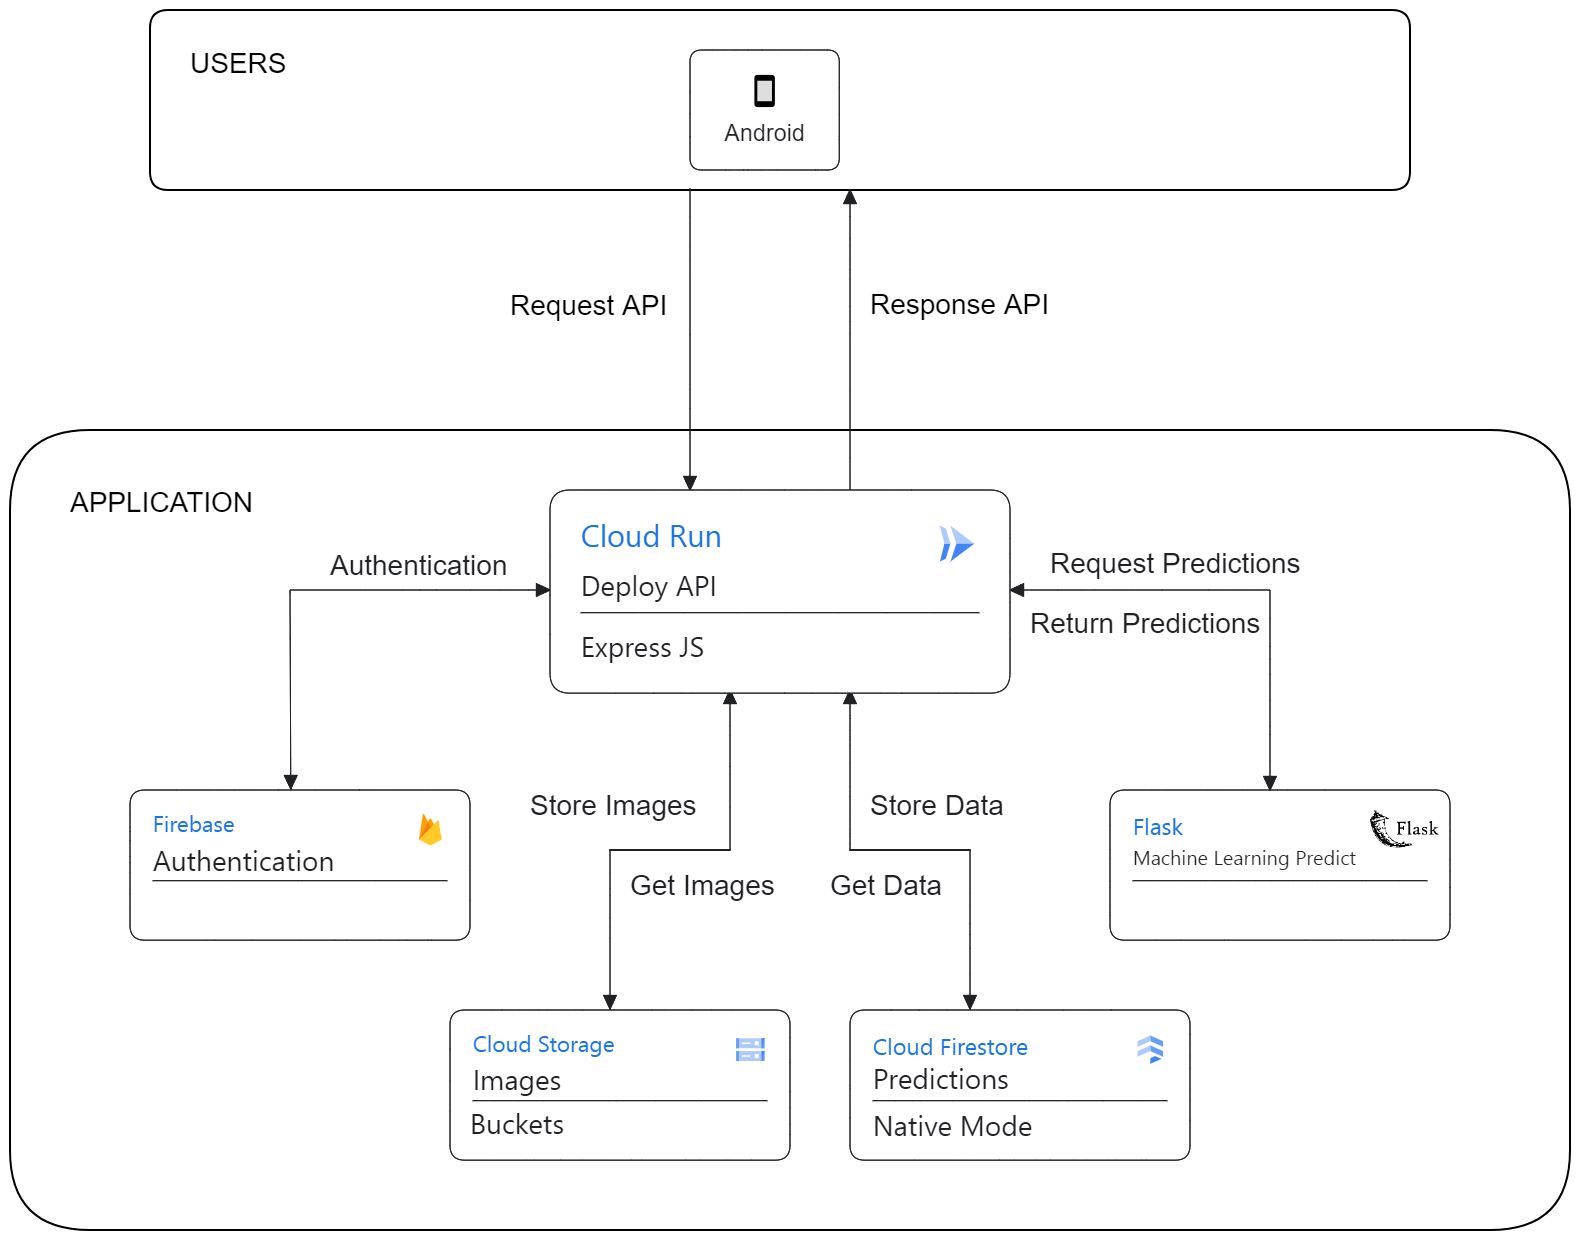 USERS
Android
Request API
Response API
APPLICATION
Cloud Run
Deploy API
Express JS
Authentication
Request Predictions
Return Predictions
Store Images
Get Images
Store Data
Get Data
Firebase
Authentication
Flask
Machine Learning Predict
Flask
Cloud Storage
Images
Buckets
Cloud Firestore
Predictions
Native Mode